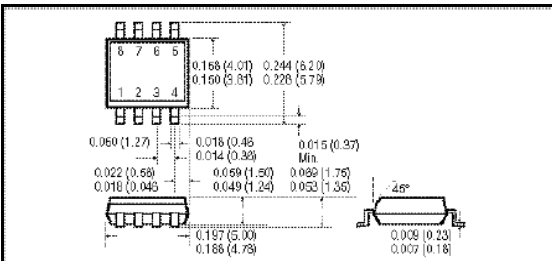 8 7 6 5
0.158 (4.01) 0.244 (6.20)
0.150 (3.81) 0.228 (5.79)
1 2 3 4
0.050 (1.27)
0.018 (0.46
0.014 (0.36)
0.015 (0.37)
Min.
0.022 (0.56)
0.018 (0.046
0.059 (1.50) 0.069 (1.75)
0.049 (1.24) 0.053 (1.35)
45°
0.197 (5.00)
0.188 (4.78)
0.009 (0.23)
0.007 (0.18)